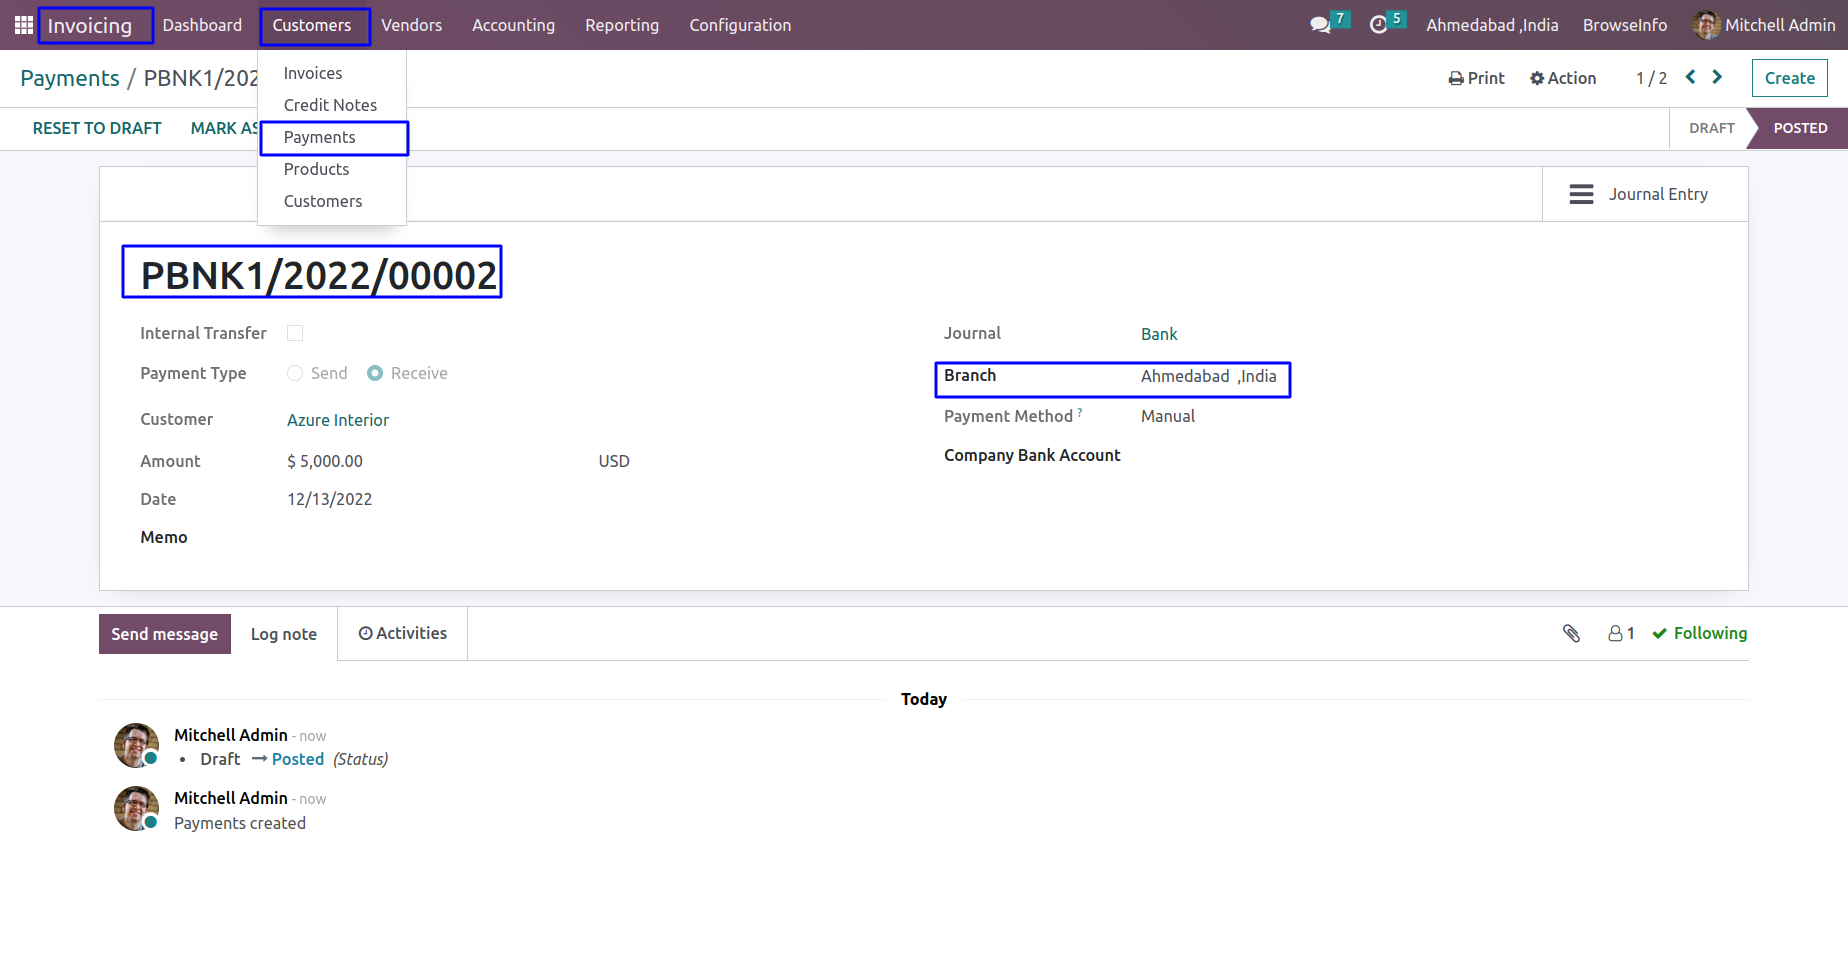 Invoicing Dashboard Customers Vendors Accounting Reporting Configuration 7 5 Ahmedabad ,India BrowseInfo Mitchell Admin
Payments / PBNK1/202 Print Action 1 / 2 Create
Invoices
Credit Notes
Payments
Products
Customers
RESET TO DRAFT MARK AS DRAFT POSTED
Journal Entry
PBNK1/2022/00002
Internal Transfer
Payment Type Send Receive
Customer Azure Interior
Amount $ 5,000.00 USD
Date 12/13/2022
Memo
Journal Bank
Branch Ahmedabad ,India
Payment Method ? Manual
Company Bank Account
Send message Log note Activities 1 Following
Today
Mitchell Admin - now
• Draft → Posted (Status)
Mitchell Admin - now
Payments created